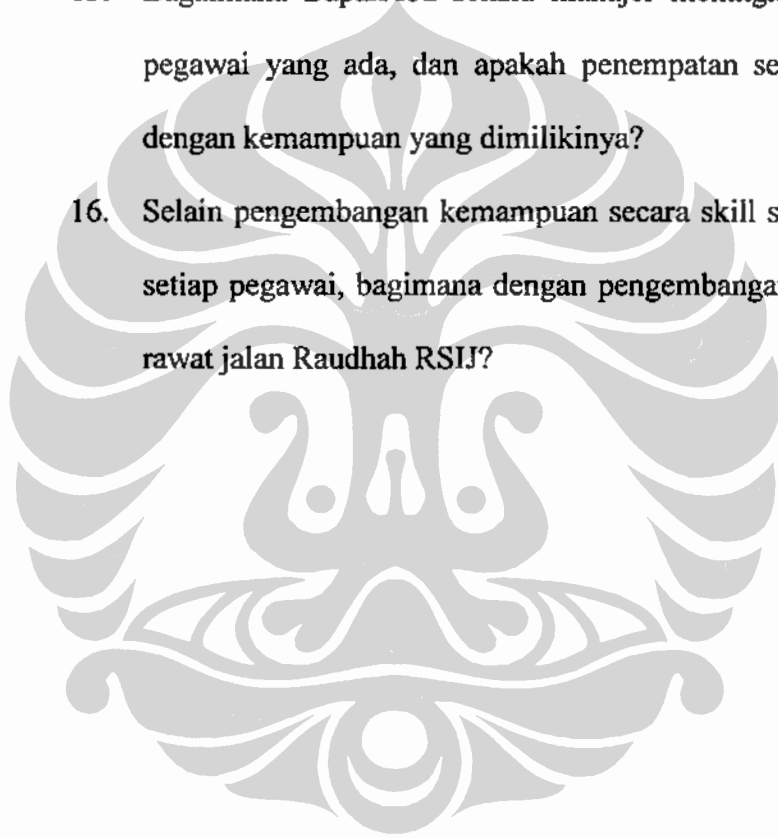 pegawai yang ada, dan apakah penempatan se
dengan kemampuan yang dimilikinya?
16. Selain pengembangan kemampuan secara skill s
setiap pegawai, bagimana dengan pengembanga
rawat jalan Raudhah RSIJ?